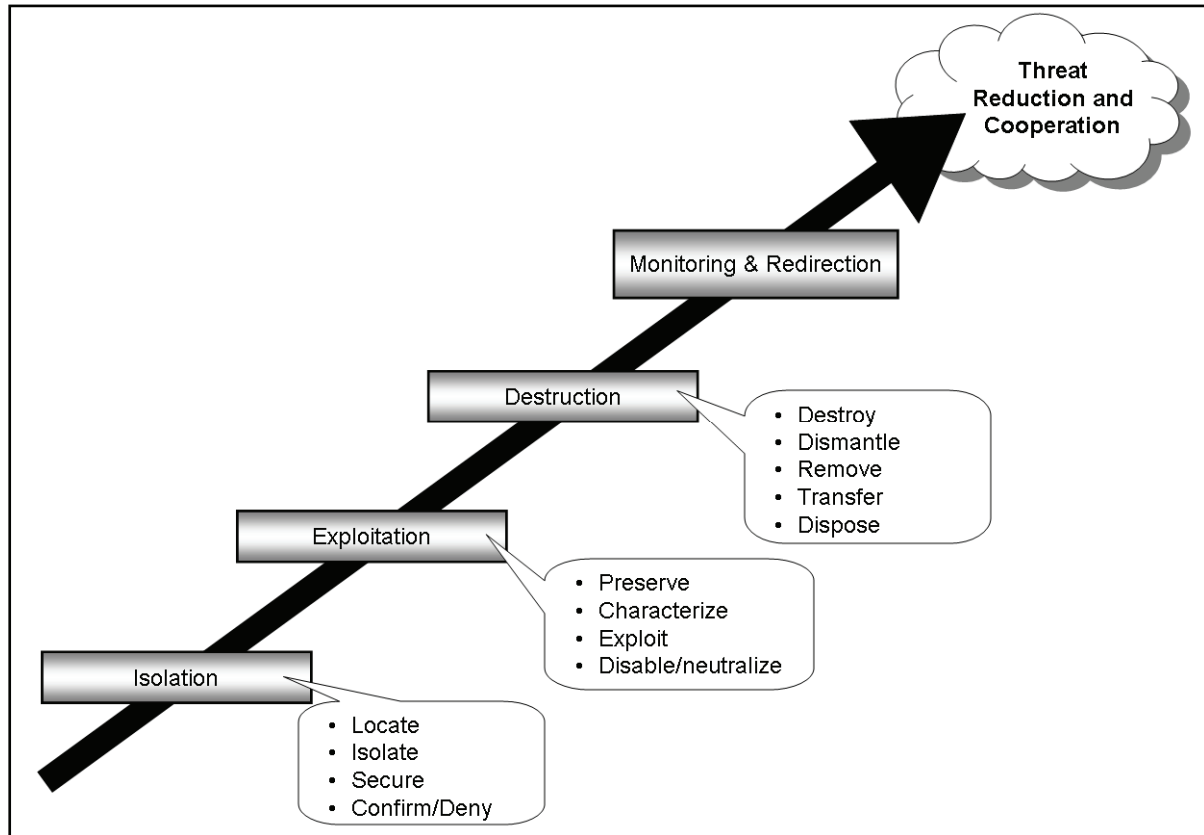 Threat
Reduction and
Cooperation
Monitoring & Redirection
Destruction
• Destroy
• Dismantle
• Remove
• Transfer
• Dispose
Exploitation
• Preserve
• Characterize
• Exploit
• Disable/neutralize
Isolation
• Locate
• Isolate
• Secure
• Confirm/Deny